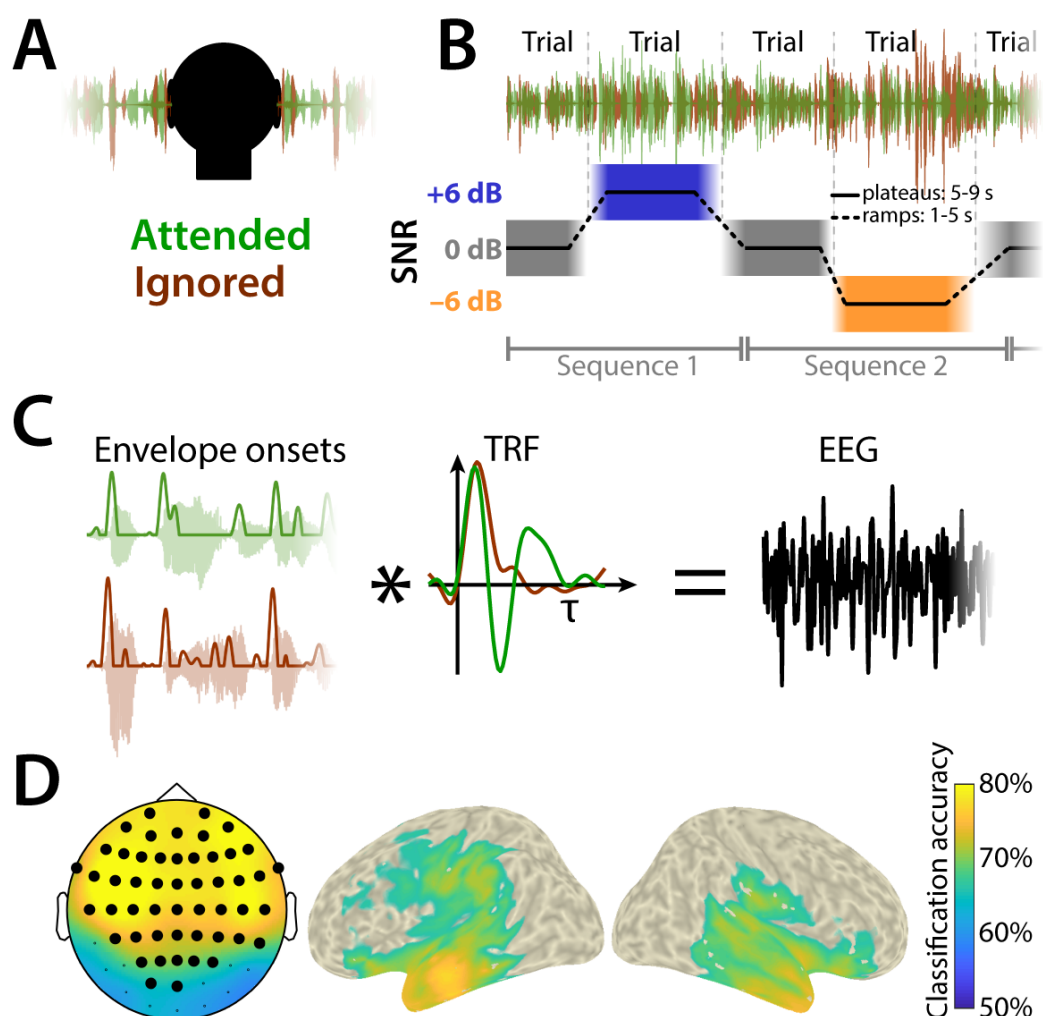 A
Attended
Ignored
B
Trial Trial Trial Trial Trial
SNR
+6 dB
0 dB
–6 dB
plateaus: 5-9 s
ramps: 1-5 s
Sequence 1
Sequence 2
C
Envelope onsets
TRF
EEG
*
τ
=
D
Classification accuracy
80%
70%
60%
50%